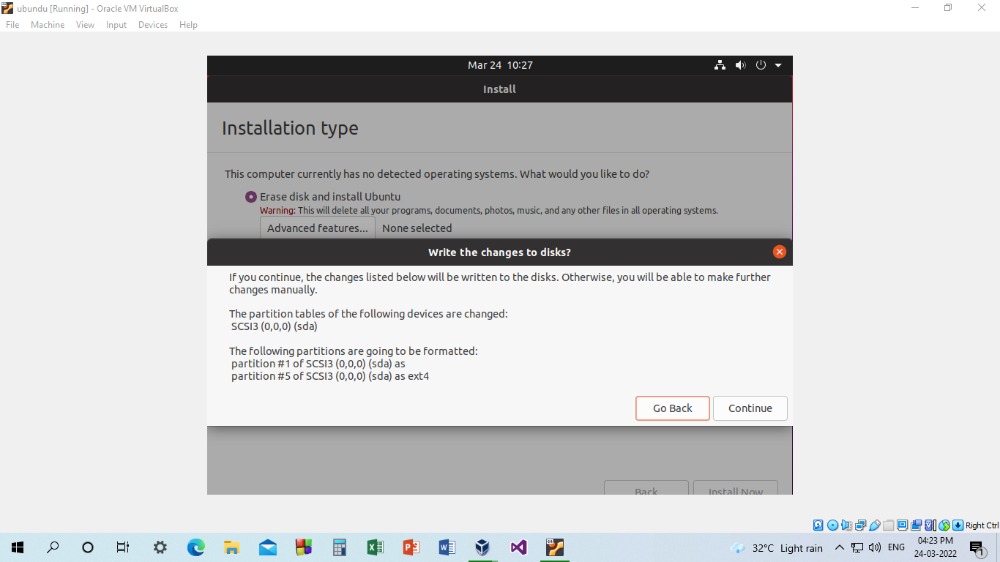 ubundu [Running] - Oracle VM VirtualBox
File Machine View Input Devices Help
Mar 24 10:27
Install
Installation type
This computer currently has no detected operating systems. What would you like to do?
Erase disk and install Ubuntu
Warning: This will delete all your programs, documents, photos, music, and any other files in all operating systems.
Advanced features... None selected
Write the changes to disks?
If you continue, the changes listed below will be written to the disks. Otherwise, you will be able to make further
changes manually.
The partition tables of the following devices are changed:
SCSI3 (0,0,0) (sda)
The following partitions are going to be formatted:
partition #1 of SCSI3 (0,0,0) (sda) as
partition #5 of SCSI3 (0,0,0) (sda) as ext4
Go Back Continue
Back Install Now
Right Ctrl
32°C Light rain ENG 04:23 PM
24-03-2022
1